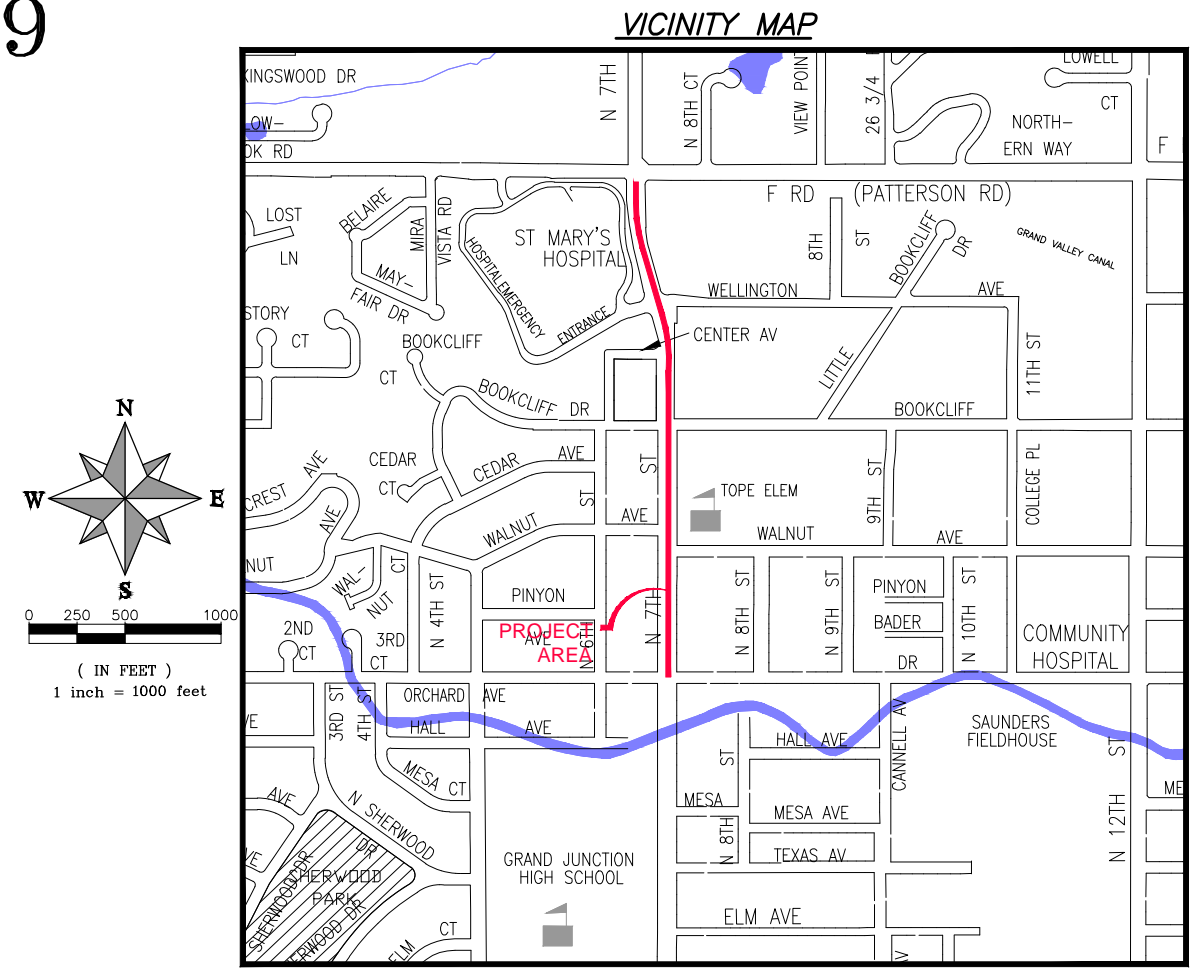 9
VICINITY MAP
KINGSWOOD DR
N 7TH
N 8TH CT
VIEW POINT
26 3/4
LOWELL
CT
LOW-
OK RD
NORTH-
ERN WAY
F
F RD (PATTERSON RD)
LOST
LN
BELAIRE
MIRA
VISTA RD
MAY-
FAIR DR
HOSPITAL
EMERGENCY
ENTRANCE
ST MARY'S
HOSPITAL
8TH
ST
BOOKCLIFF
DR
GRAND VALLEY CANAL
WELLINGTON
AVE
STORY
CT
BOOKCLIFF
CT
CENTER AV
LITTLE
11TH ST
BOOKCLIFF DR
BOOKCLIFF
CEDAR
CT
CEDAR
AVE
ST
ST
TOPE ELEM
9TH ST
COLLEGE PL
CREST
AVE
AVE
WALNUT
AVE
WALNUT
AVE
NUT
WAL-
NUT
CT
N 4TH ST
PINYON
AVE
N 6TH
N 7TH
N 8TH ST
N 9TH ST
PINYON
BADER
DR
N 10TH ST
COMMUNITY
HOSPITAL
PROJECT
AREA
2ND
CT
3RD
CT
N
W
E
S
0 250 500 1000
( IN FEET )
1 inch = 1000 feet
3RD ST
4TH ST
ORCHARD AVE
HALL
AVE
VE
ST
HALL AVE
CANNELL AV
SAUNDERS
FIELDHOUSE
ST
N 12TH
MESA CT
AVE
N SHERWOOD
DR
MESA
MESA AVE
ME
N 8TH
TEXAS AV
VE
SHERWOOD DR
SHERWOOD
PARK
ERWOOD DR
GRAND JUNCTION
HIGH SCHOOL
ELM AVE
CT
ELM
AV